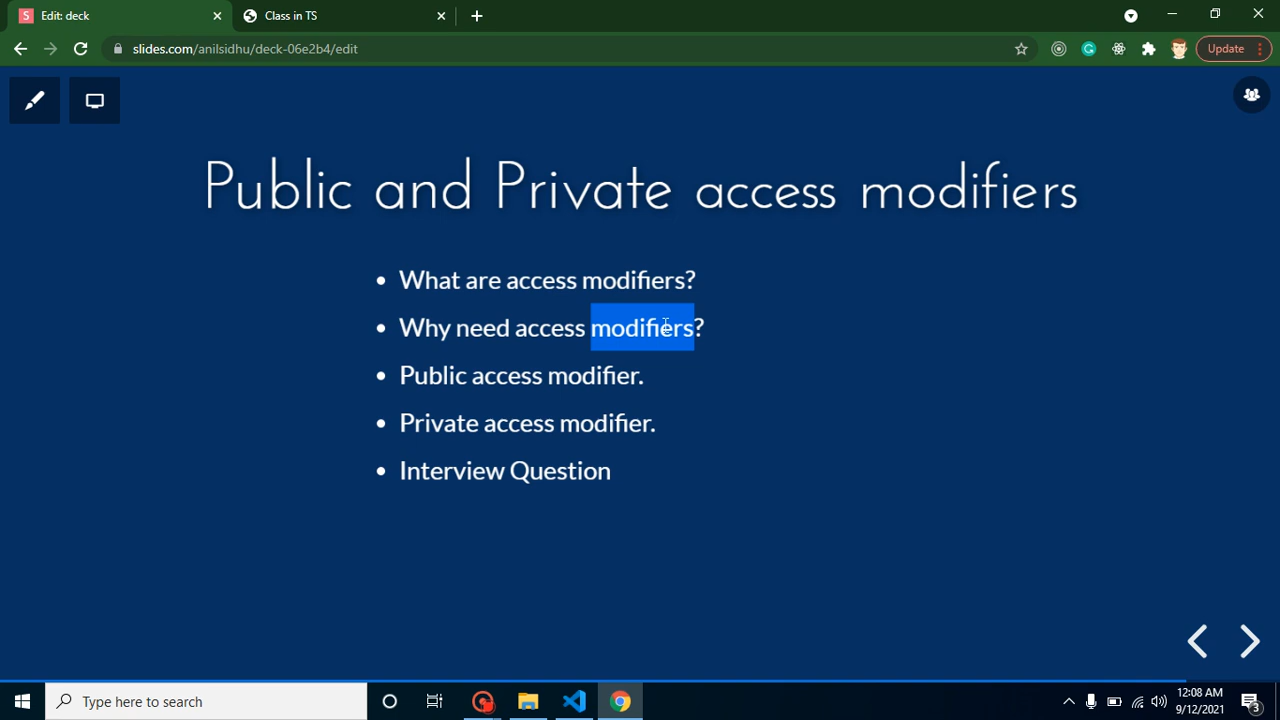 Edit: deck
Class in TS
slides.com/anilsidhu/deck-06e2b4/edit
Update
Public and Private access modifiers
• What are access modifiers?
• Why need access modifiers?
• Public access modifier.
• Private access modifier.
• Interview Question
Type here to search
12:08 AM
9/12/2021
3